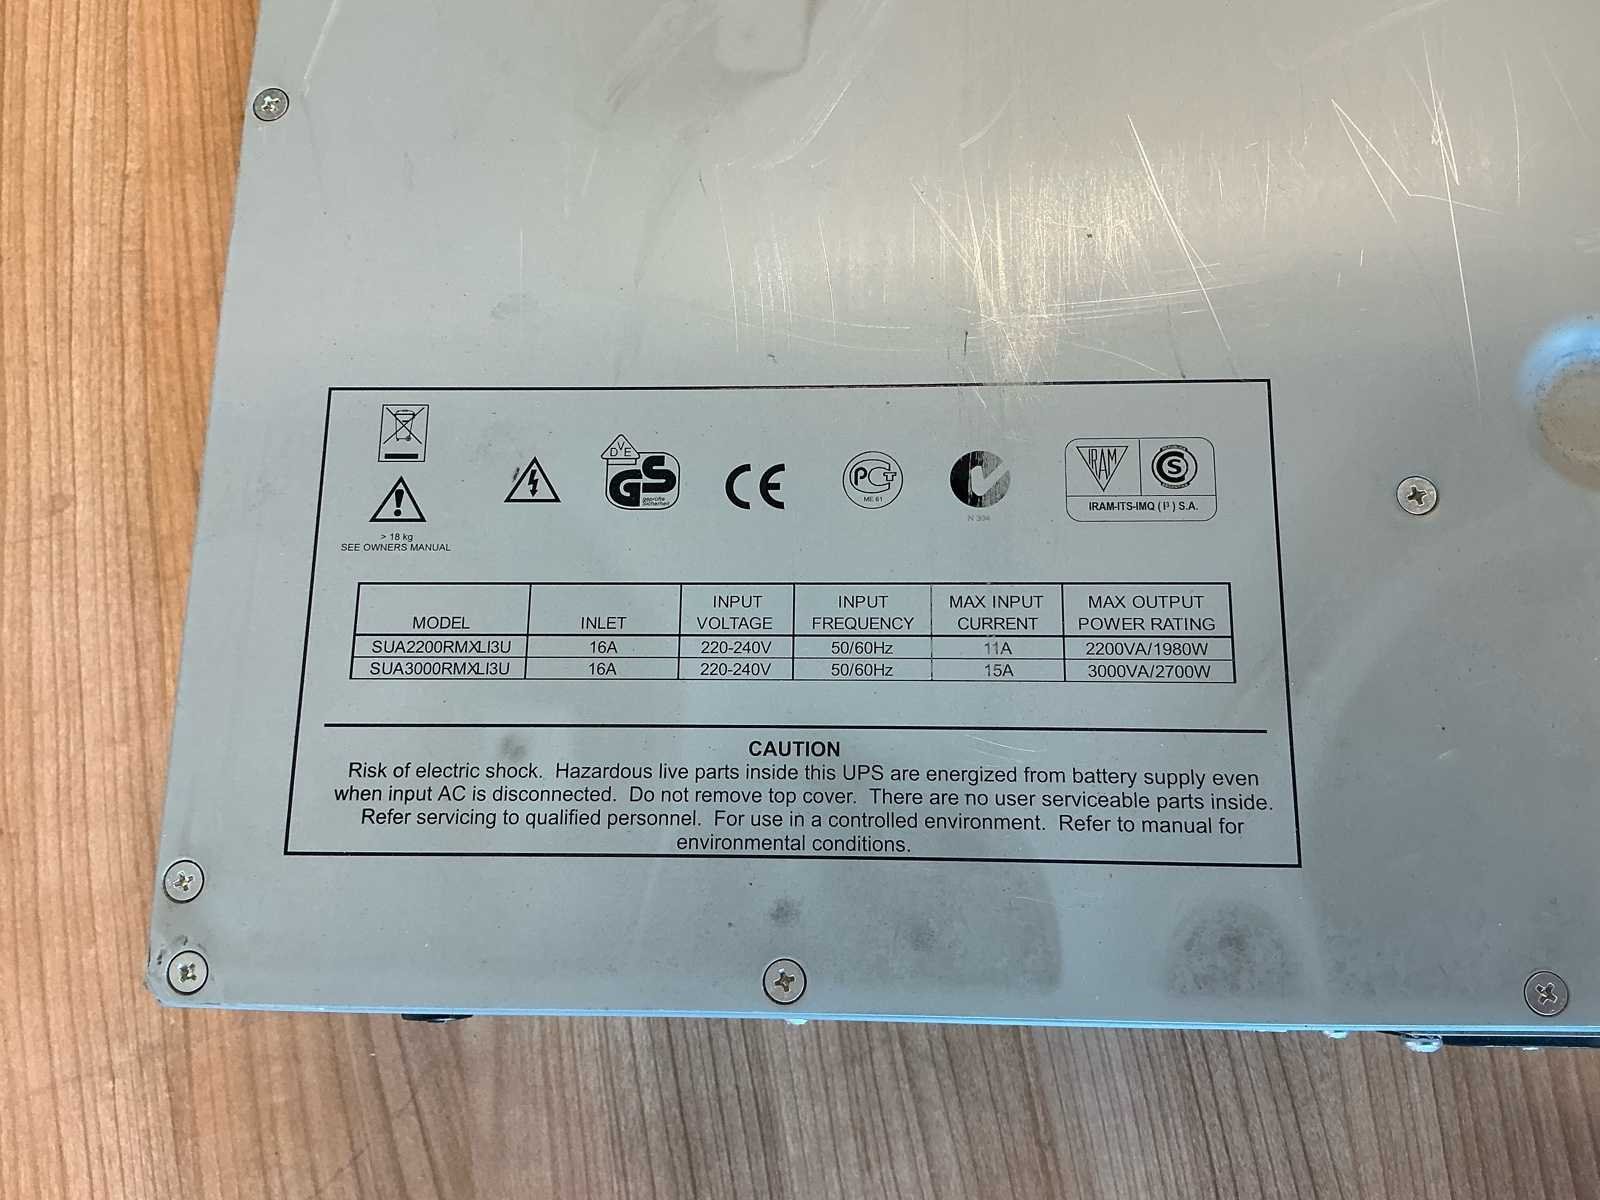 D V E
GS
geprüfte
Sicherheit
CE
PCT
ME 61
N 394
IRAM
S
IRAM-ITS-IMQ ( I³ ) S.A.
> 18 kg
SEE OWNERS MANUAL
MODEL INLET INPUT VOLTAGE INPUT FREQUENCY MAX INPUT CURRENT MAX OUTPUT POWER RATING
SUA2200RMXLI3U 16A 220-240V 50/60Hz 11A 2200VA/1980W
SUA3000RMXLI3U 16A 220-240V 50/60Hz 15A 3000VA/2700W
CAUTION
Risk of electric shock. Hazardous live parts inside this UPS are energized from battery supply even
when input AC is disconnected. Do not remove top cover. There are no user serviceable parts inside.
Refer servicing to qualified personnel. For use in a controlled environment. Refer to manual for
environmental conditions.